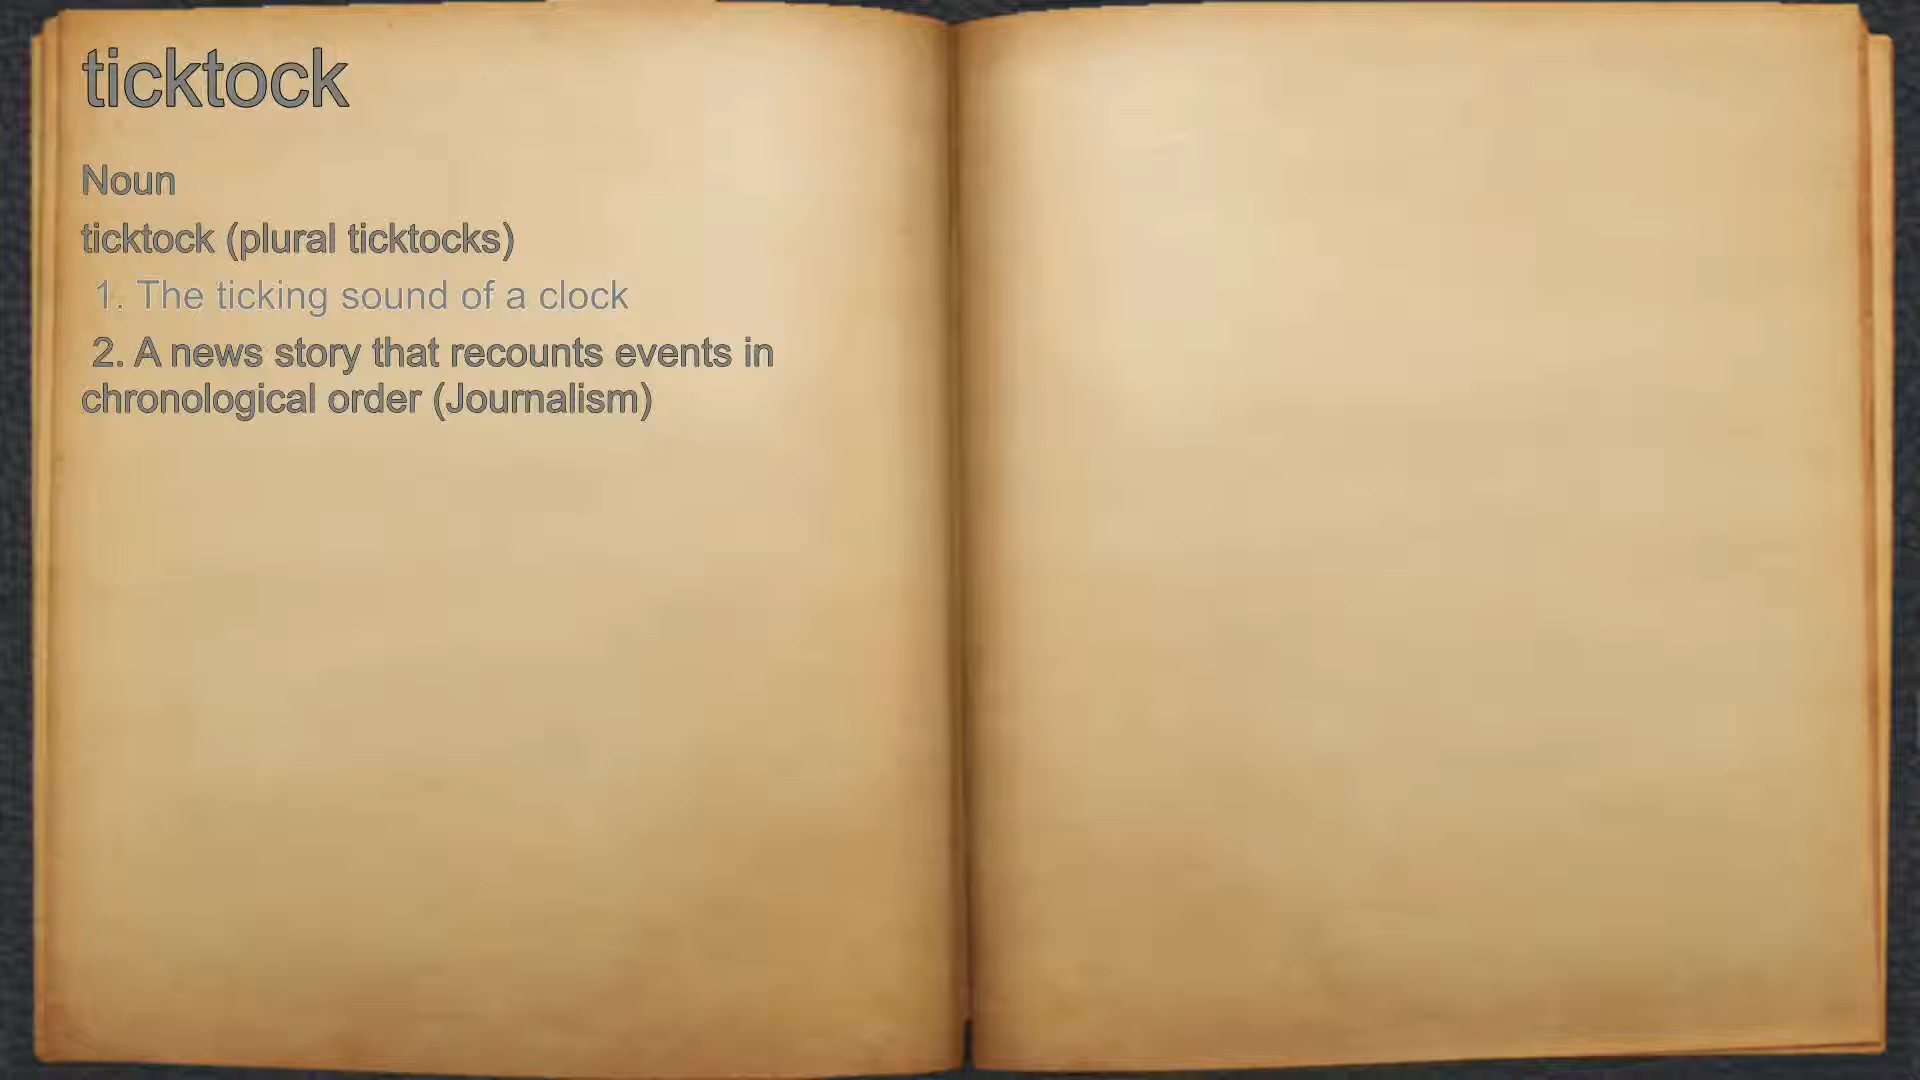 ticktock
Noun
ticktock (plural ticktocks)
1. The ticking sound of a clock
2. A news story that recounts events in
chronological order (Journalism)